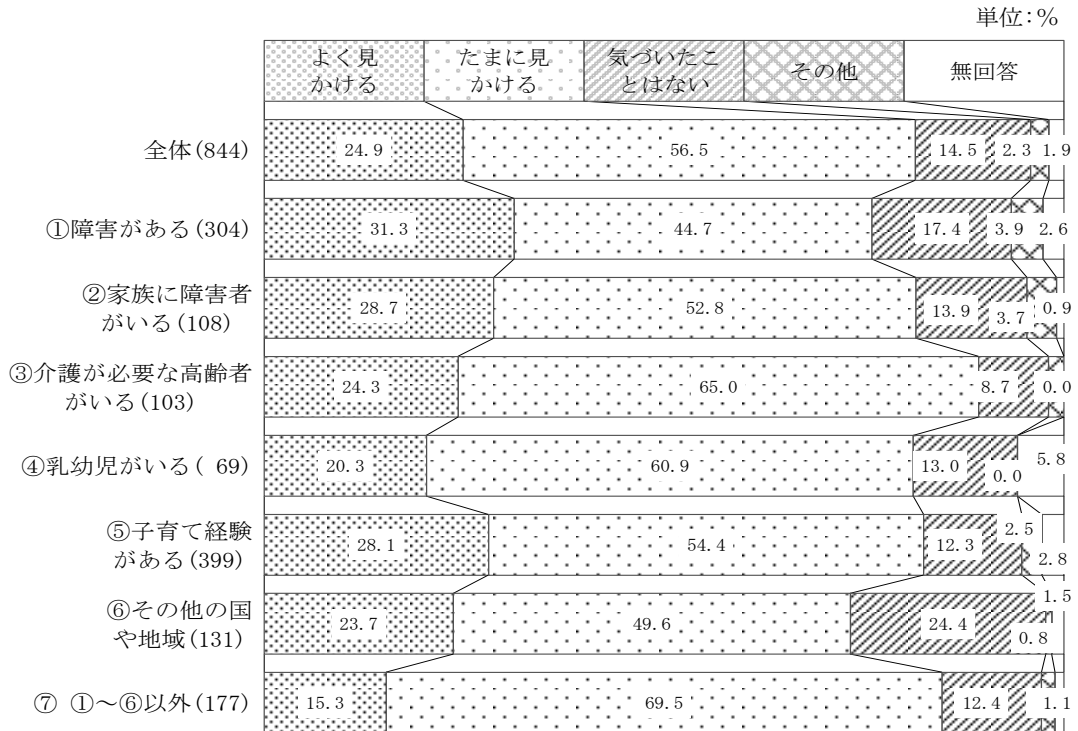 単位：％
よく見
かける
たまに見
かける
気づいたこ
とはない
その他
無回答
全体(844)
24.9
56.5
14.5
2.3
1.9
①障害がある(304)
31.3
44.7
17.4
3.9
2.6
②家族に障害者
がいる(108)
28.7
52.8
13.9
3.7
0.9
③介護が必要な高齢者
がいる(103)
24.3
65.0
8.7
0.0
④乳幼児がいる( 69)
20.3
60.9
13.0
0.0
5.8
⑤子育て経験
がある(399)
28.1
54.4
12.3
2.5
2.8
⑥その他の国
や地域(131)
23.7
49.6
24.4
0.8
1.5
⑦ ①～⑥以外(177)
15.3
69.5
12.4
1.1